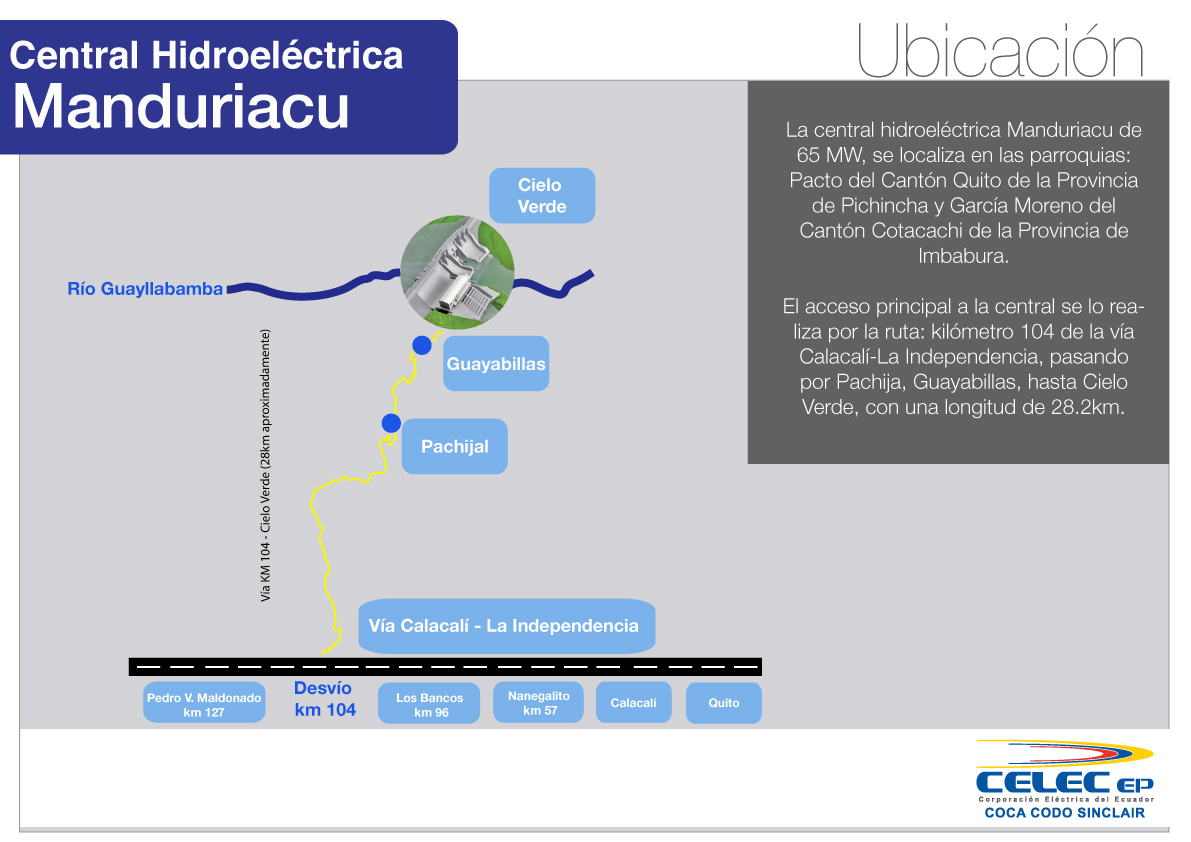 Central Hidroeléctrica
Manduriacu
Ubicación
La central hidroeléctrica Manduriacu de
65 MW, se localiza en las parroquias:
Pacto del Cantón Quito de la Provincia
de Pichincha y García Moreno del
Cantón Cotacachi de la Provincia de
Imbabura.
El acceso principal a la central se lo rea-
liza por la ruta: kilómetro 104 de la vía
Calacalí-La Independencia, pasando
por Pachija, Guayabillas, hasta Cielo
Verde, con una longitud de 28.2km.
Cielo
Verde
Río Guayllabamba
Guayabillas
Pachijal
Vía KM 104 - Cielo Verde (28km aproximadamente)
Vía Calacalí - La Independencia
Pedro V. Maldonado
km 127
Desvío
km 104
Los Bancos
km 96
Nanegalito
km 57
Calacalí
Quito
CELEC EP
Corporación Eléctrica del Ecuador
COCA CODO SINCLAIR